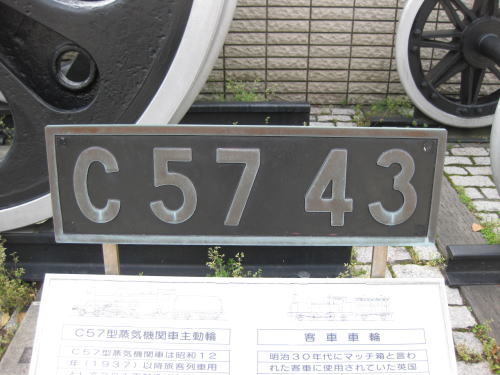 C57 43
C57型蒸気機関車主動輪
C57型蒸気機関車は昭和12
年(1937)以降旅客列車用
客車車輪
明治30年代にマッチ箱と言わ
れた客車に使用されていた英国